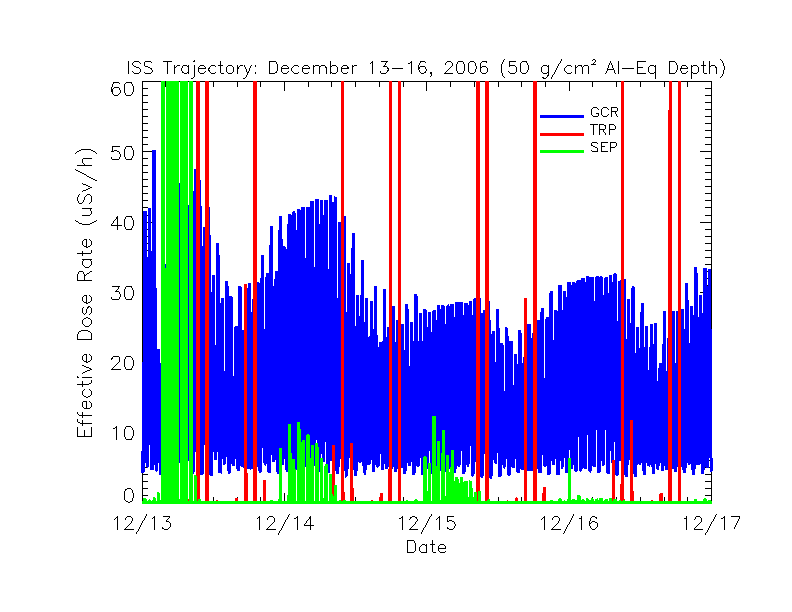 ISS Trajectory: December 13-16, 2006 (50 g/cm² Al-Eq Depth)
GCR
TRP
SEP
Effective Dose Rate (uSv/h)
60
50
40
30
20
10
0
12/13 12/14 12/15 12/16 12/17
Date